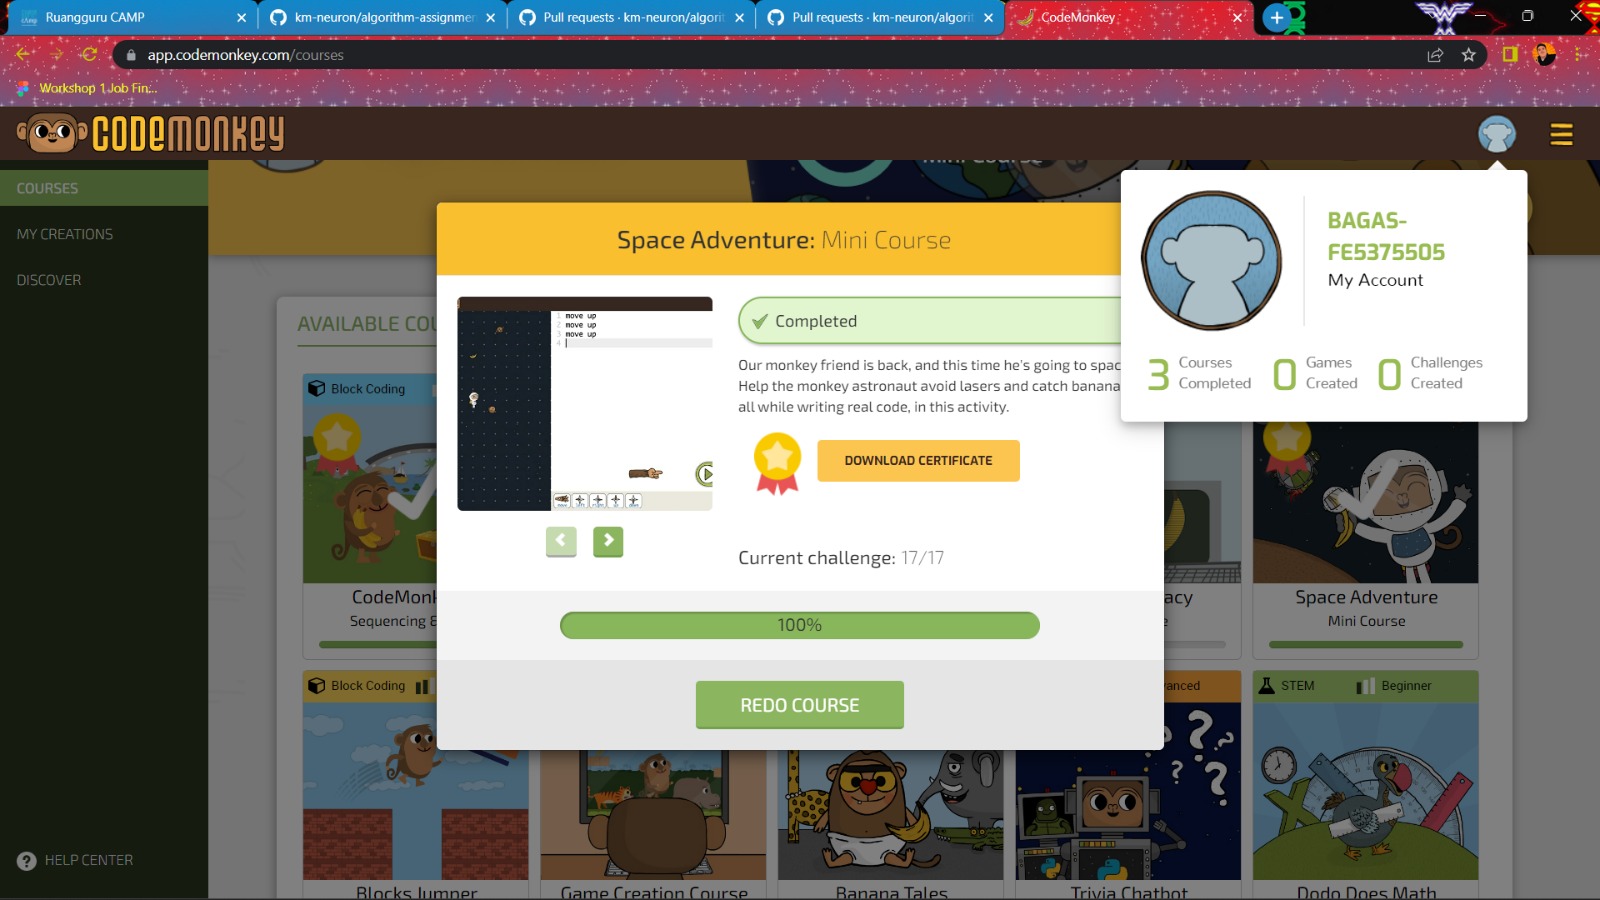 Ruangguru CAMP
km-neuron/algorithm-assignmen
Pull requests · km-neuron/algorit
Pull requests · km-neuron/algorit
CodeMonkey
app.codemonkey.com/courses
Workshop 1 Job Fin...
CODEMONKEY
COURSES
MY CREATIONS
DISCOVER
HELP CENTER
Mini Course
BAGAS-
FE5375505
My Account
3 Courses Completed
0 Games Created
0 Challenges Created
Space Adventure: Mini Course
1 move up
2 move up
3 move up
4
Completed
Our monkey friend is back, and this time he's going to spac
Help the monkey astronaut avoid lasers and catch banana
all while writing real code, in this activity.
DOWNLOAD CERTIFICATE
Current challenge: 17/17
100%
REDO COURSE
AVAILABLE COU
Block Coding
CodeMonk
Sequencing &
acy
e
Space Adventure
Mini Course
Block Coding
anced
STEM
Beginner
Blocks Jumper
Game Creation Course
Banana Tales
Trivia Chatbot
Dodo Does Math